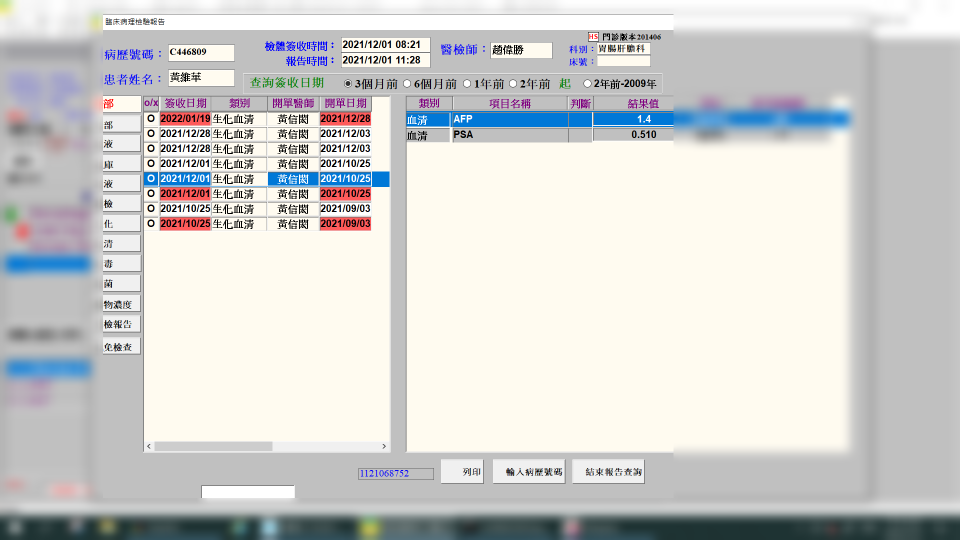 臨床病理檢驗報告
HS 門診版本201406
病歷號碼： C446809 檢體簽收時間： 2021/12/01 08:21 醫檢師： 趙偉勝 科別： 胃腸肝膽科
報告時間： 2021/12/01 11:28 床號：
患者姓名： 黃維華 查詢簽收日期 3個月前 6個月前 1年前 2年前 起 2年前-2009年
部 o/x 簽收日期 類別 開單醫師 開單日期 類別 項目名稱 判斷 結果值
O 2022/01/19 生化血清 黃信閎 2021/12/28 血清 AFP 1.4
部 O 2021/12/28 生化血清 黃信閎 2021/12/03 血清 PSA 0.510
液 O 2021/12/28 生化血清 黃信閎 2021/12/03
庫 O 2021/12/01 生化血清 黃信閎 2021/10/25
液 O 2021/12/01 生化血清 黃信閎 2021/10/25
檢 O 2021/12/01 生化血清 黃信閎 2021/10/25
O 2021/10/25 生化血清 黃信閎 2021/09/03
化 O 2021/10/25 生化血清 黃信閎 2021/09/03
清
毒
菌
物濃度
檢報告
免檢查
1121068752 列印 輸入病歷號碼 結束報告查詢